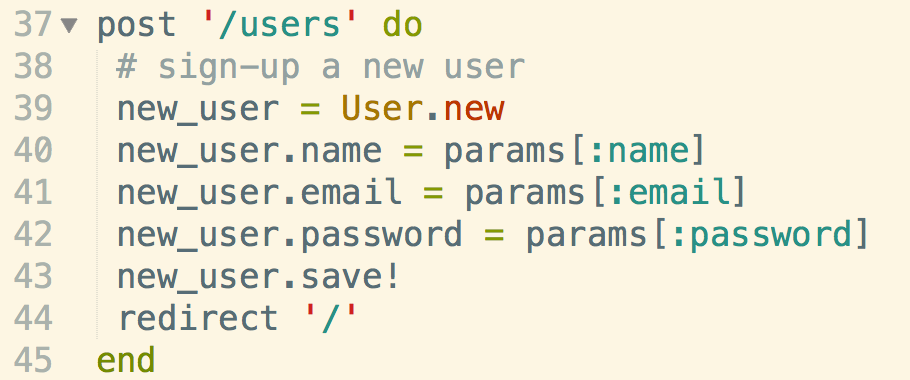 37 post '/users' do
38 # sign-up a new user
39 new_user = User.new
40 new_user.name = params[:name]
41 new_user.email = params[:email]
42 new_user.password = params[:password]
43 new_user.save!
44 redirect '/'
45 end